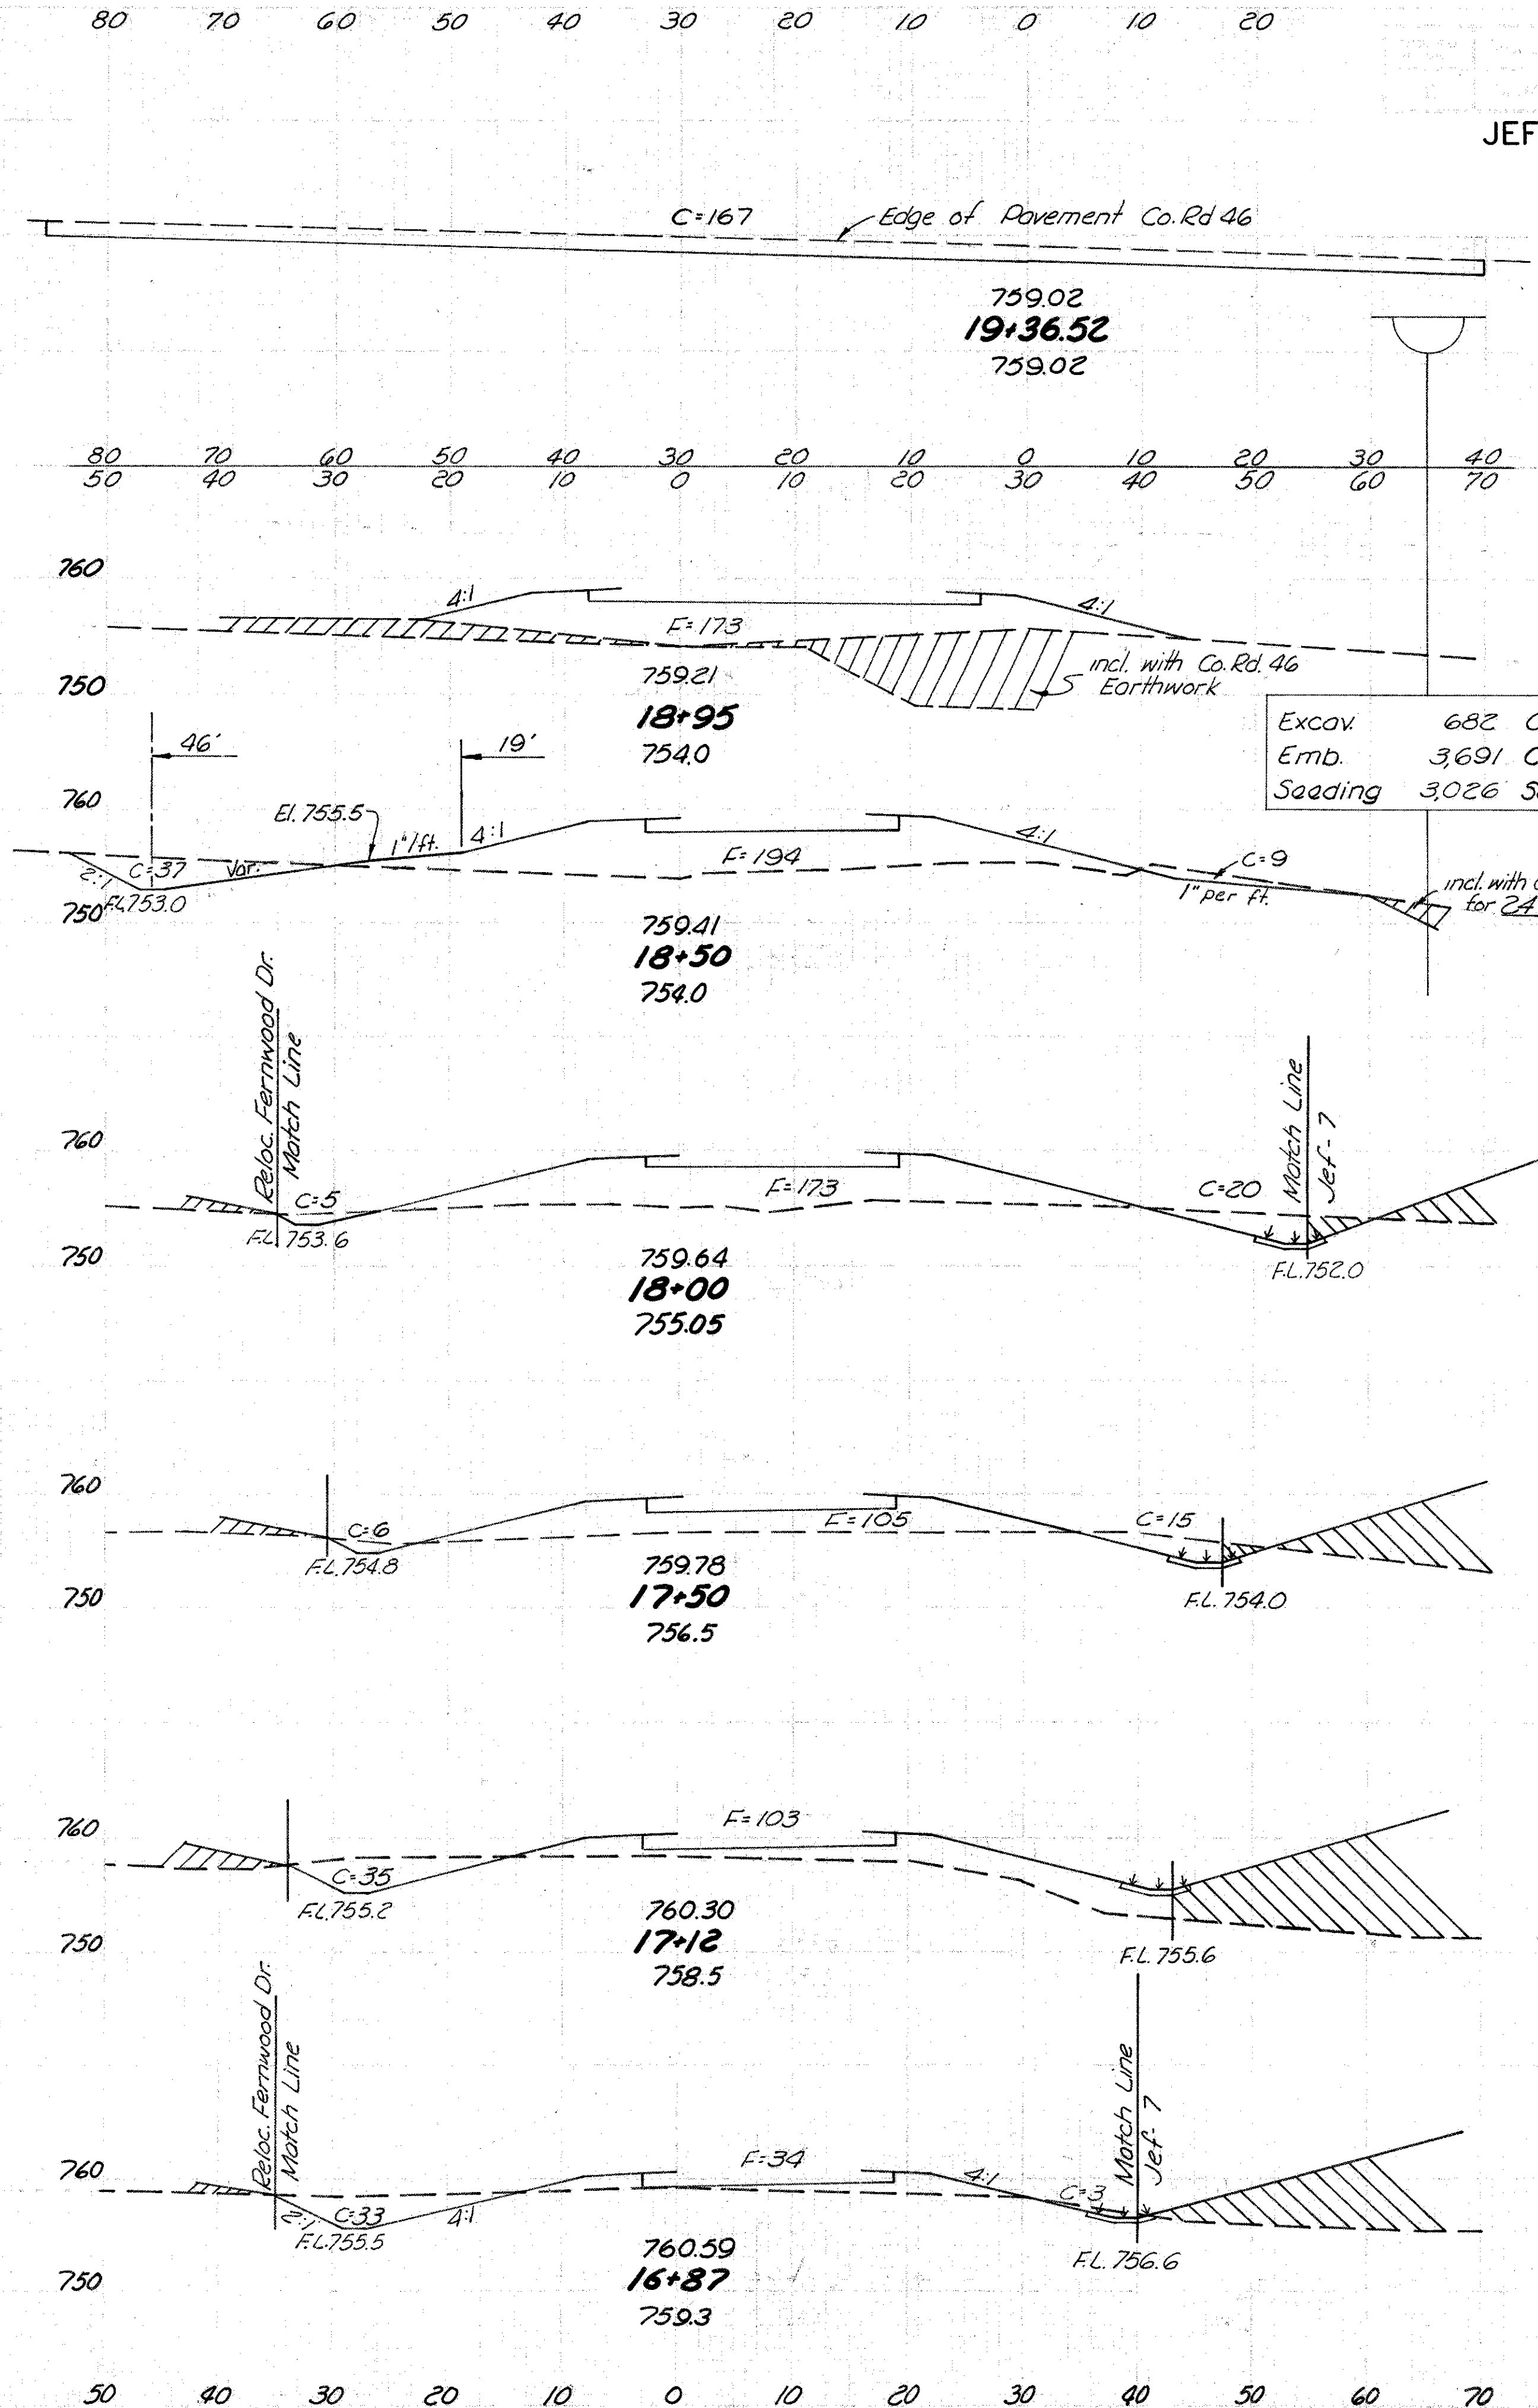 80 70 60 50 40 30 20 10 0 10 20
JEF
C=167 Edge of Pavement Co. Rd 46
759.02
19+36.52
759.02
80 70 60 50 40 30 20 10 0 10 20 30 40
50 40 30 20 10 0 10 20 30 40 50 60 70
760
4:1 4:1
F=173
incl. with Co. Rd. 46
Earthwork
750
759.21
18+95
754.0
Excav. 682 C
Emb. 3,691 C
Seeding 3,026 S
46' 19'
760
El. 755.5
1"/ft. 4:1 4:1
F=194 C=9
2:1 C=37 Var.
1" per ft.
incl. with
for 24
F.L. 753.0
750
759.41
18+50
754.0
Reloc. Fernwood Dr.
Match Line
Match Line
Jef- 7
760
C=5 F=173 C=20
F.L. 753.6
750
F.L. 752.0
759.64
18+00
755.05
760
C=6 F=105 C=15
F.L. 754.8
750
F.L. 754.0
759.78
17+50
756.5
760
F=103
C=35
F.L. 755.2
750
F.L. 755.6
760.30
17+12
758.5
Reloc. Fernwood Dr.
Match Line
Match Line
Jef- 7
760
F=34
2:1 C=33 4:1 4:1 C=3
F.L. 755.5
F.L. 756.6
750
760.59
16+87
759.3
50 40 30 20 10 0 10 20 30 40 50 60 70